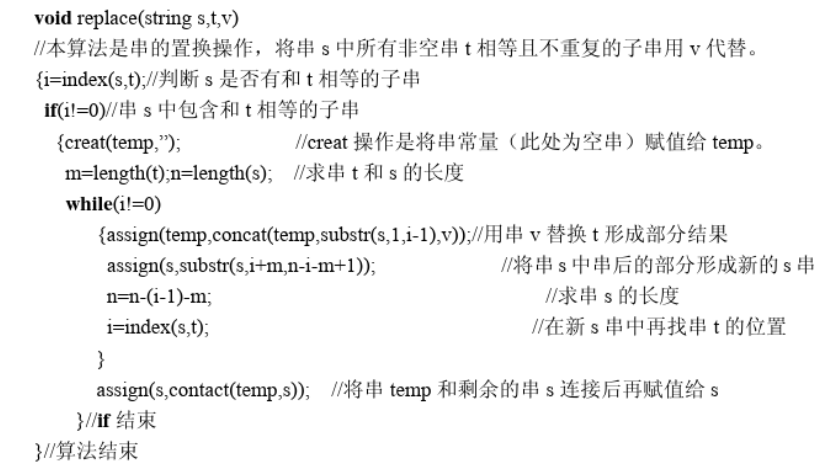 void replace(string s,t,v)
//本算法是串的置换操作，将串 s 中所有非空串 t 相等且不重复的子串用 v 代替。
{i=index(s,t);//判断 s 是否有和 t 相等的子串
if(i!=0)//串 s 中包含和 t 相等的子串
{creat(temp,’’); //creat 操作是将串常量（此处为空串）赋值给 temp。
m=length(t);n=length(s); //求串 t 和 s 的长度
while(i!=0)
{assign(temp,concat(temp,substr(s,1,i-1),v));//用串 v 替换 t 形成部分结果
assign(s,substr(s,i+m,n-i-m+1)); //将串 s 中串后的部分形成新的 s 串
n=n-(i-1)-m; //求串 s 的长度
i=index(s,t); //在新 s 串中再找串 t 的位置
}
assign(s,contact(temp,s)); //将串 temp 和剩余的串 s 连接后再赋值给 s
}//if 结束
}//算法结束